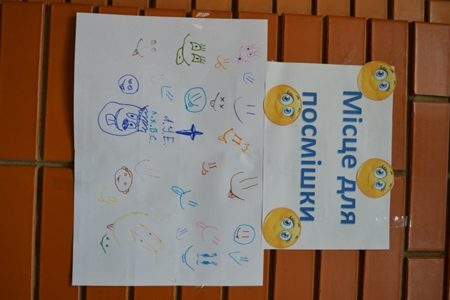 Місце для
посмішки